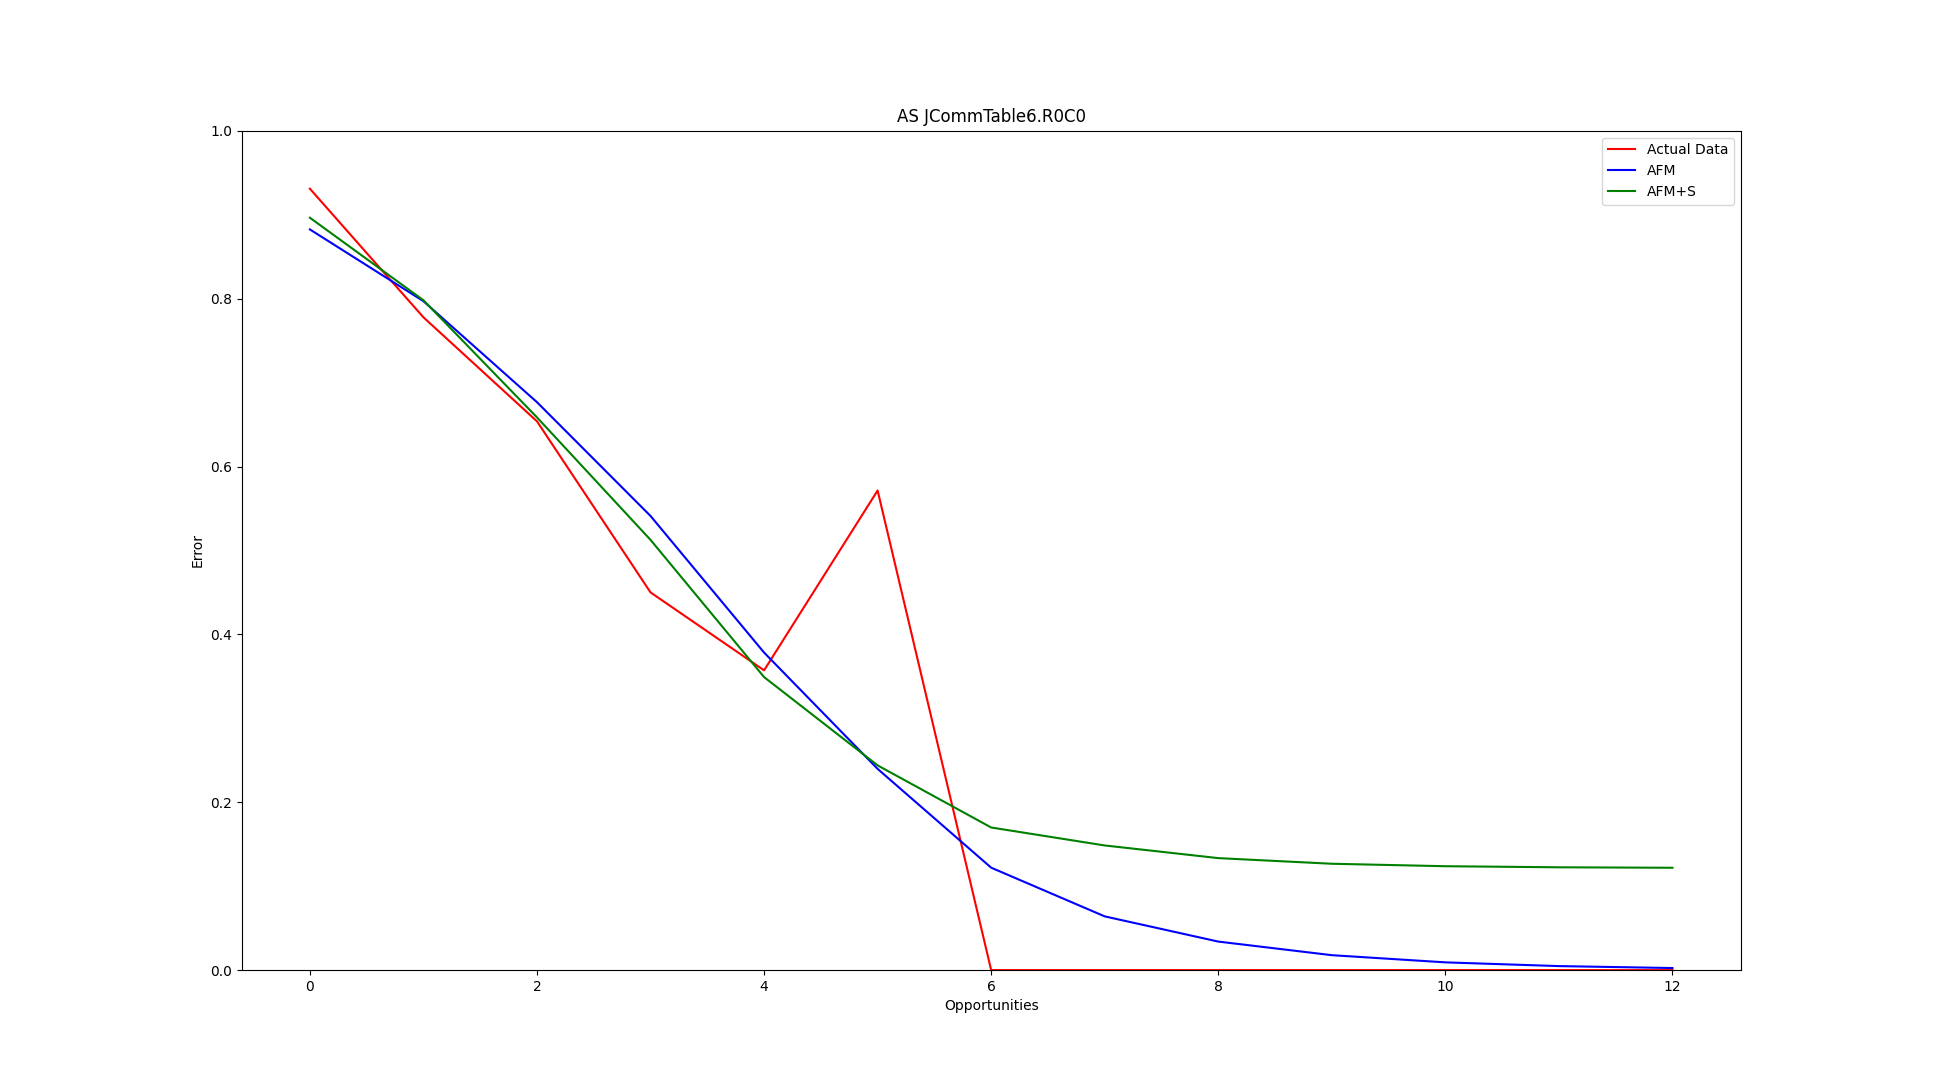 AS JCommTable6.R0C0
Actual Data
AFM
AFM+S
1.0
0.8
0.6
0.4
0.2
0.0
Error
0 2 4 6 8 10 12
Opportunities